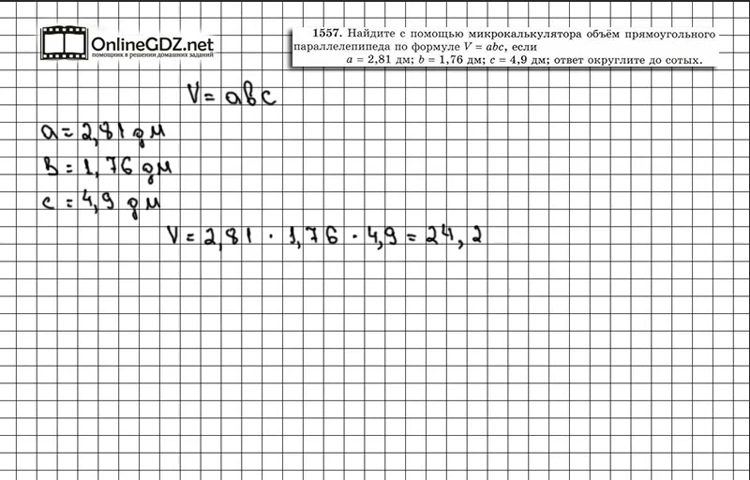 OnlineGDZ.net
помощник в решении домашних заданий
1557. Найдите с помощью микрокалькулятора объём прямоугольного
параллелепипеда по формуле V = abc, если
a = 2,81 дм; b = 1,76 дм; c = 4,9 дм; ответ округлите до сотых.
V = abc
a = 2,81 дм
b = 1,76 дм
c = 4,9 дм
V = 2,81 · 1,76 · 4,9 = 24,2